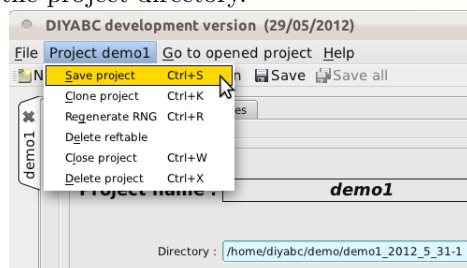 the project directory.
DIYABC development version (29/05/2012)
File Project demo1 Go to opened project Help
Save Save all
Save project Ctrl+S
Clone project Ctrl+K
Regenerate RNG Ctrl+R
Delete reftable
Close project Ctrl+W
Delete project Ctrl+X
demo1
Project name : demo1
Directory : /home/diyabc/demo/demo1_2012_5_31-1